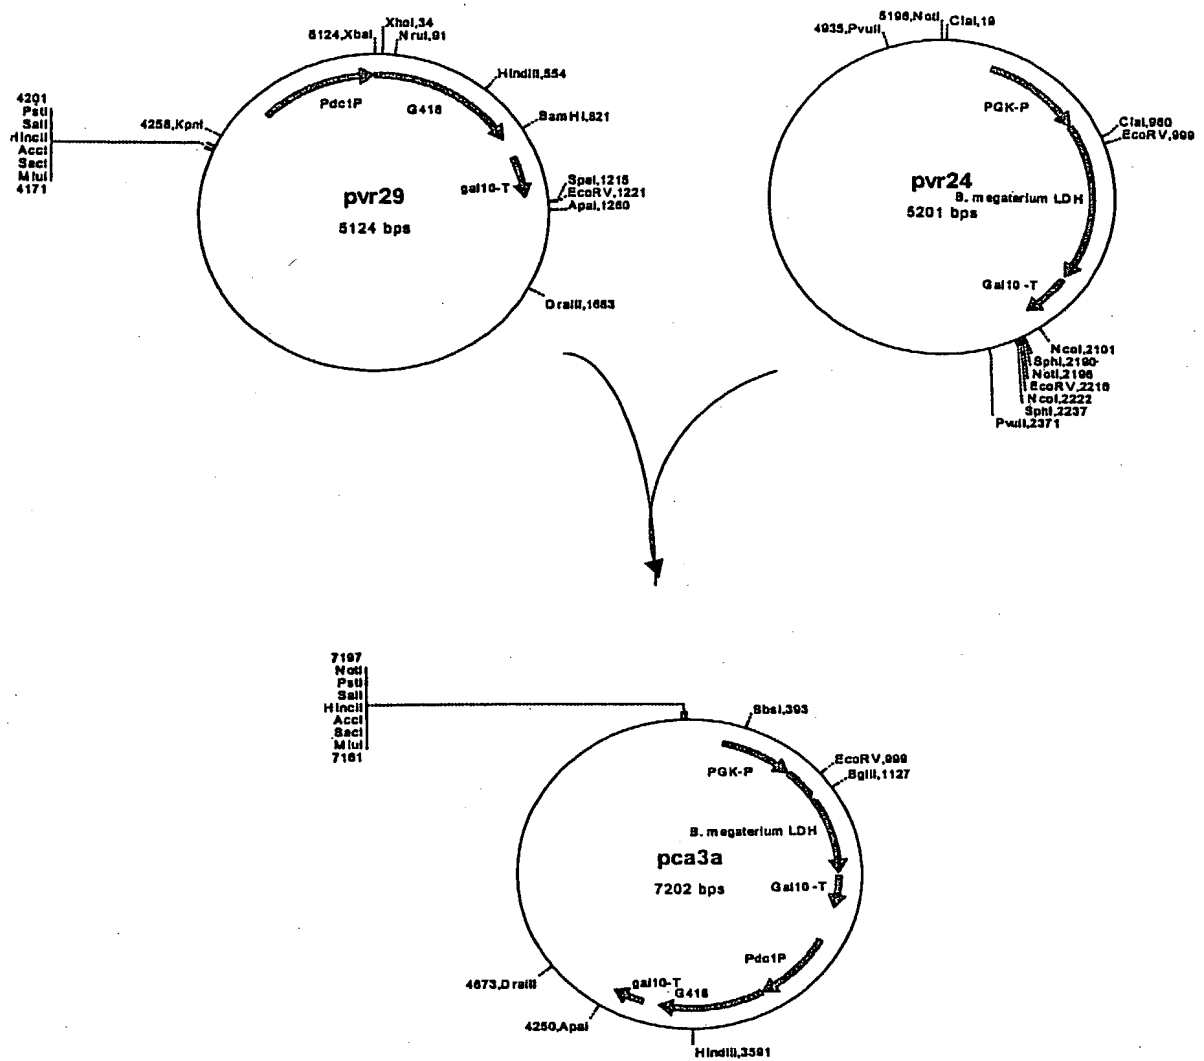 5124,XbaI
XhoI,34
NruI,91
HindIII,554
BamHI,821
SpeI,1215
EcoRV,1221
ApaI,1260
DraIII,1683
4258,KpnI
4201
PstI
SalI
HincII
AccI
SacI
MluI
4171
Pdc1P
G418
gal10-T
pvr29
5124 bps
4935,PvuII
5196,NotI
ClaI,19
PGK-P
ClaI,980
EcoRV,999
pvr24
B. megaterium LDH
5201 bps
Gal10-T
NcoI,2101
SphI,2190
NotI,2196
EcoRV,2216
NcoI,2222
SphI,2237
PvuII,2371
7197
NotI
PstI
SalI
HincII
AccI
SacI
MluI
7161
BbsI,393
PGK-P
EcoRV,999
BglII,1127
B. megaterium LDH
pca3a
7202 bps
Gal10-T
Pdc1P
gal10-T
G418
4673,DraIII
4250,ApaI
HindIII,3591